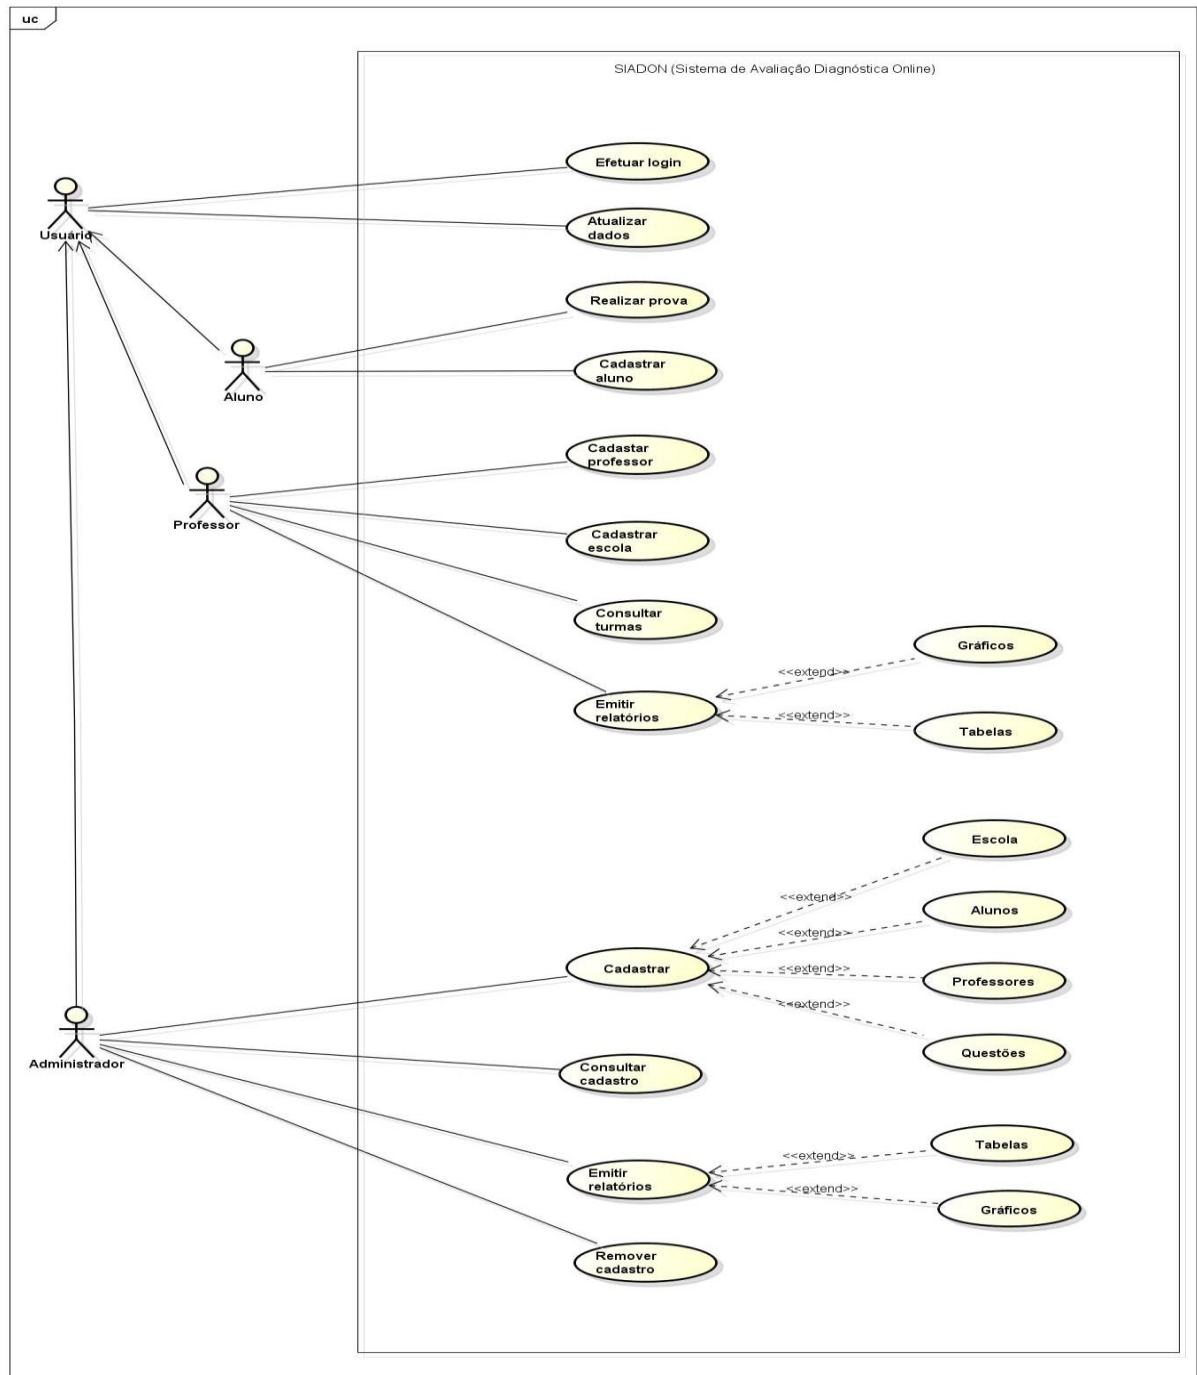 uc
SIADON (Sistema de Avaliação Diagnóstica Online)
Efetuar login
Usuário
Atualizar
dados
Realizar prova
Aluno
Cadastrar
aluno
Cadastar
professor
Professor
Cadastrar
escola
Consultar
turmas
Gráficos
<<extend>>
Emitir
relatórios
<<extend>>
Tabelas
Escola
<<extend>>
Alunos
<<extend>>
Cadastrar
<<extend>>
Professores
<<extend>>
Questões
Administrador
Consultar
cadastro
Tabelas
<<extend>>
Emitir
relatórios
<<extend>>
Gráficos
Remover
cadastro